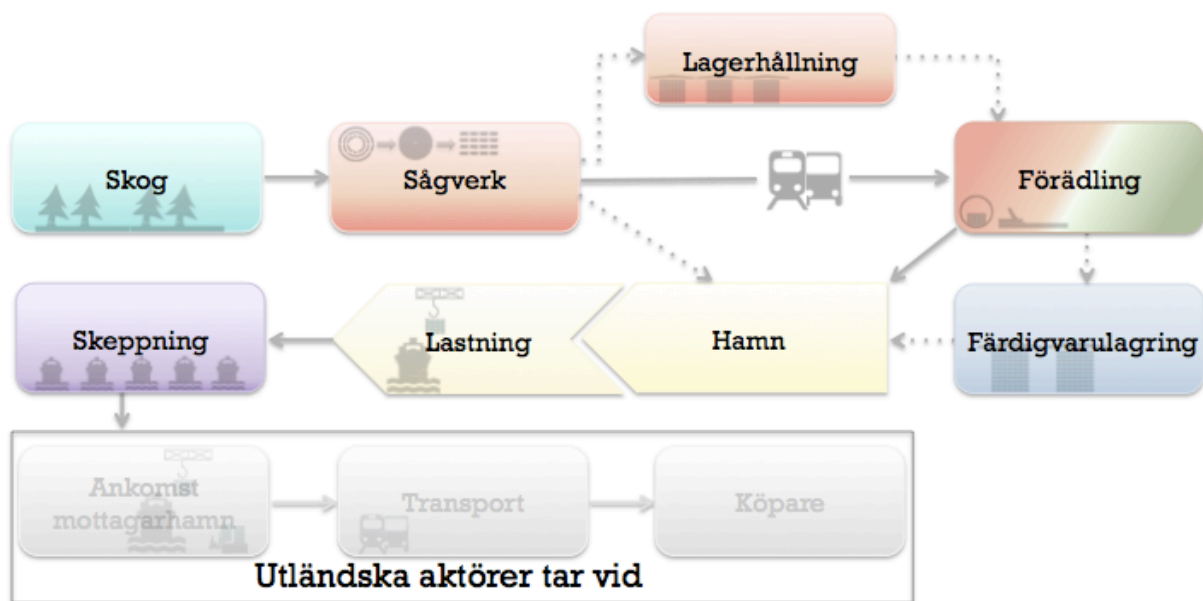 Lagerhållning
Skog
Sågverk
Förädling
Skeppning
Lastning
Hamn
Färdigvarulagring
Ankomst
mottagarhamn
Transport
Köpare
Utländska aktörer tar vid